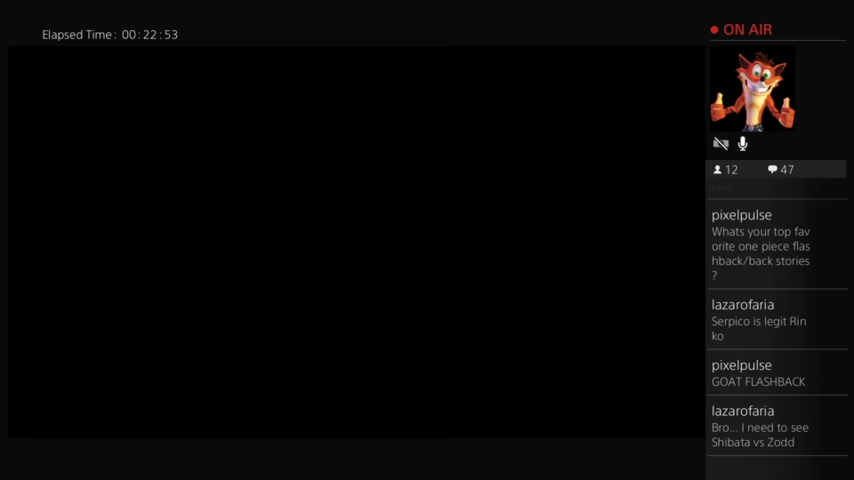 Elapsed Time: 00:22:53
ON AIR
12 47
pixelpulse
Whats your top fav
orite one piece flas
hback/back stories
?
lazarofaria
Serpico is legit Rin
ko
pixelpulse
GOAT FLASHBACK
lazarofaria
Bro... I need to see
Shibata vs Zodd